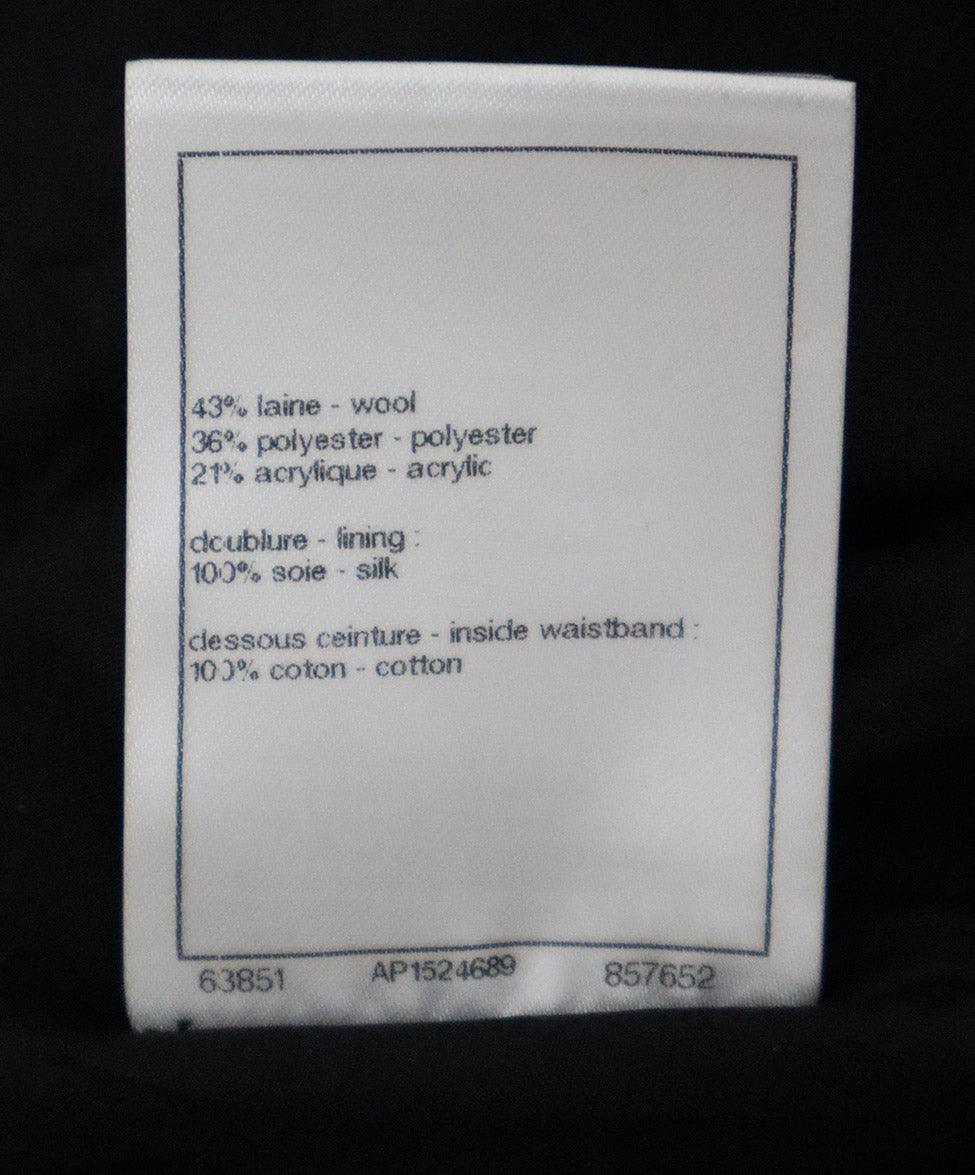 43% laine - wool
36% polyester - polyester
21% acrylique - acrylic
doublure - lining :
100% soie - silk
dessous ceinture - inside waistband :
100% coton - cotton
63851 AP1524689 857652